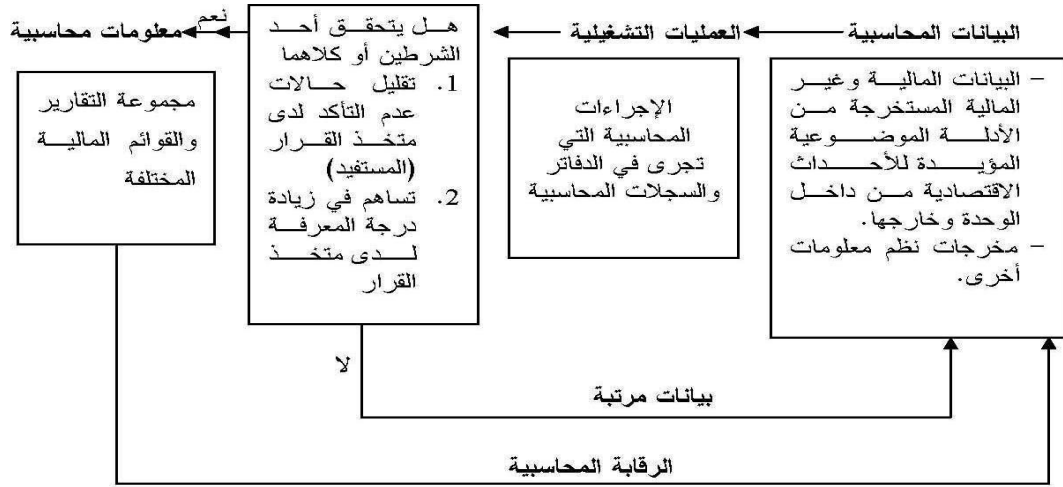 البيانات المحاسبية
- البيانات المالية وغير
المالية المستخرجة من
الأدلة الموضوعية
المؤيدة للأحداث
الاقتصادية من داخل
الوحدة وخارجها.
- مخرجات نظم معلومات
أخرى.
العمليات التشغيلية
الإجراءات
المحاسبية التي
تجرى في الدفاتر
والسجلات المحاسبية
هل يتحقق أحد
الشرطين أو كلاهما
1. تقليل حالات
عدم التأكد لدى
متخذ القرار
(المستفيد)
2. تساهم في زيادة
درجة المعرفة
لدى متخذ
القرار
نعم
معلومات محاسبية
مجموعة التقارير
والقوائم المالية
المختلفة
لا
بيانات مرتبة
الرقابة المحاسبية